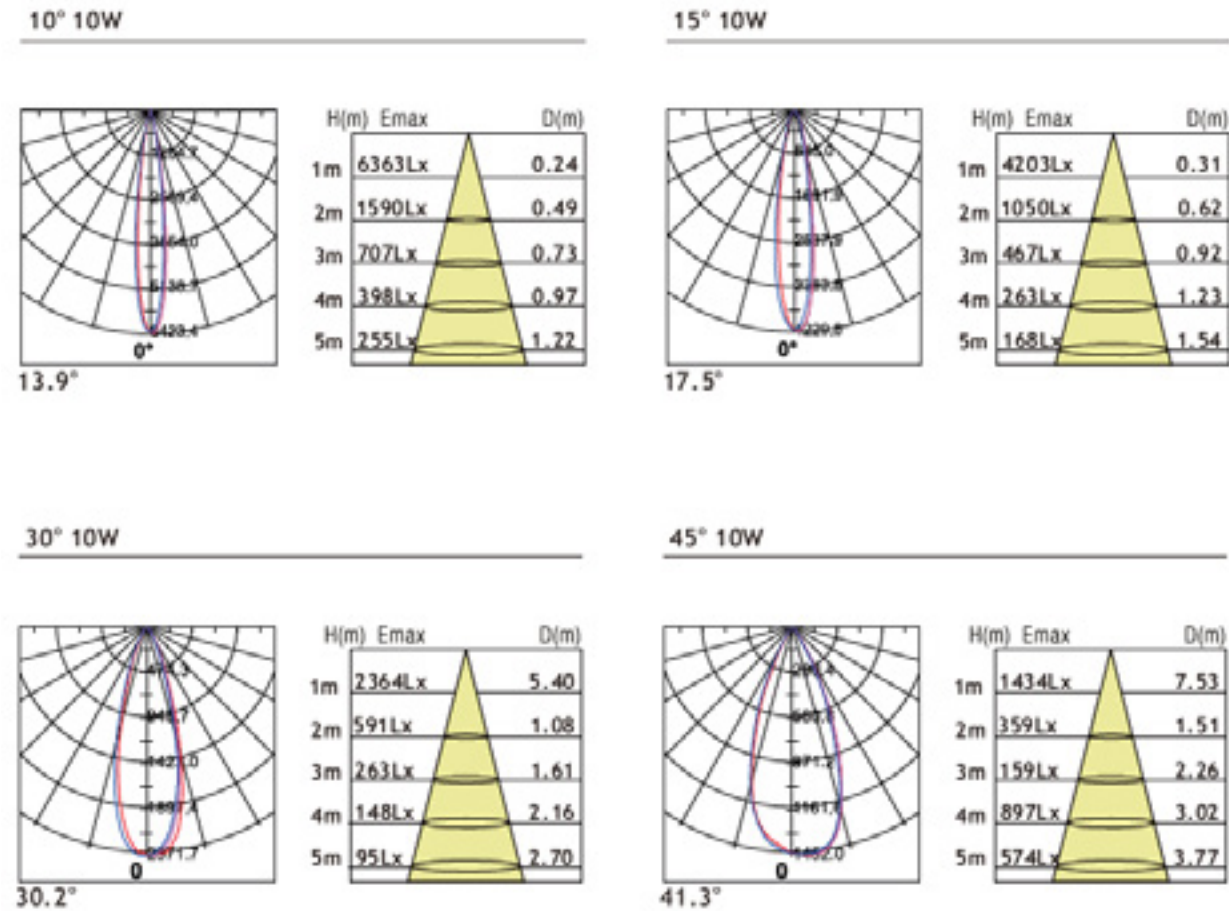 10° 10W
H(m) Emax D(m)
1m 6363Lx 0.24
2m 1590Lx 0.49
3m 707Lx 0.73
4m 398Lx 0.97
5m 255Lx 1.22
0°
13.9°
15° 10W
H(m) Emax D(m)
1m 4203Lx 0.31
2m 1050Lx 0.62
3m 467Lx 0.92
4m 263Lx 1.23
5m 168Lx 1.54
0°
17.5°
30° 10W
H(m) Emax D(m)
1m 2364Lx 5.40
2m 591Lx 1.08
3m 263Lx 1.61
4m 148Lx 2.16
5m 95Lx 2.70
2371.7
0
30.2°
45° 10W
H(m) Emax D(m)
1m 1434Lx 7.53
2m 359Lx 1.51
3m 159Lx 2.26
4m 897Lx 3.02
5m 574Lx 3.77
0
41.3°